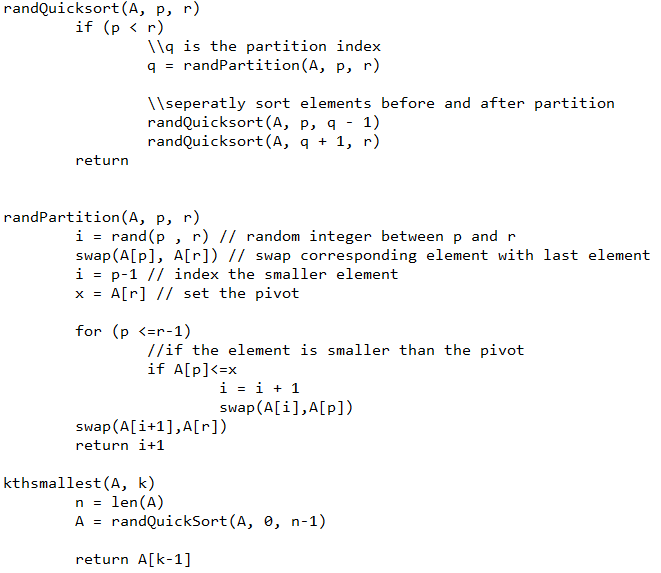 randQuicksort(A, p, r)
if (p < r)
\\q is the partition index
q = randPartition(A, p, r)
\\seperatly sort elements before and after partition
randQuicksort(A, p, q - 1)
randQuicksort(A, q + 1, r)
return
randPartition(A, p, r)
i = rand(p , r) // random integer between p and r
swap(A[p], A[r]) // swap corresponding element with last element
i = p-1 // index the smaller element
x = A[r] // set the pivot
for (p <=r-1)
//if the element is smaller than the pivot
if A[p]<=x
i = i + 1
swap(A[i],A[p])
swap(A[i+1],A[r])
return i+1
kthsmallest(A, k)
n = len(A)
A = randQuickSort(A, 0, n-1)
return A[k-1]